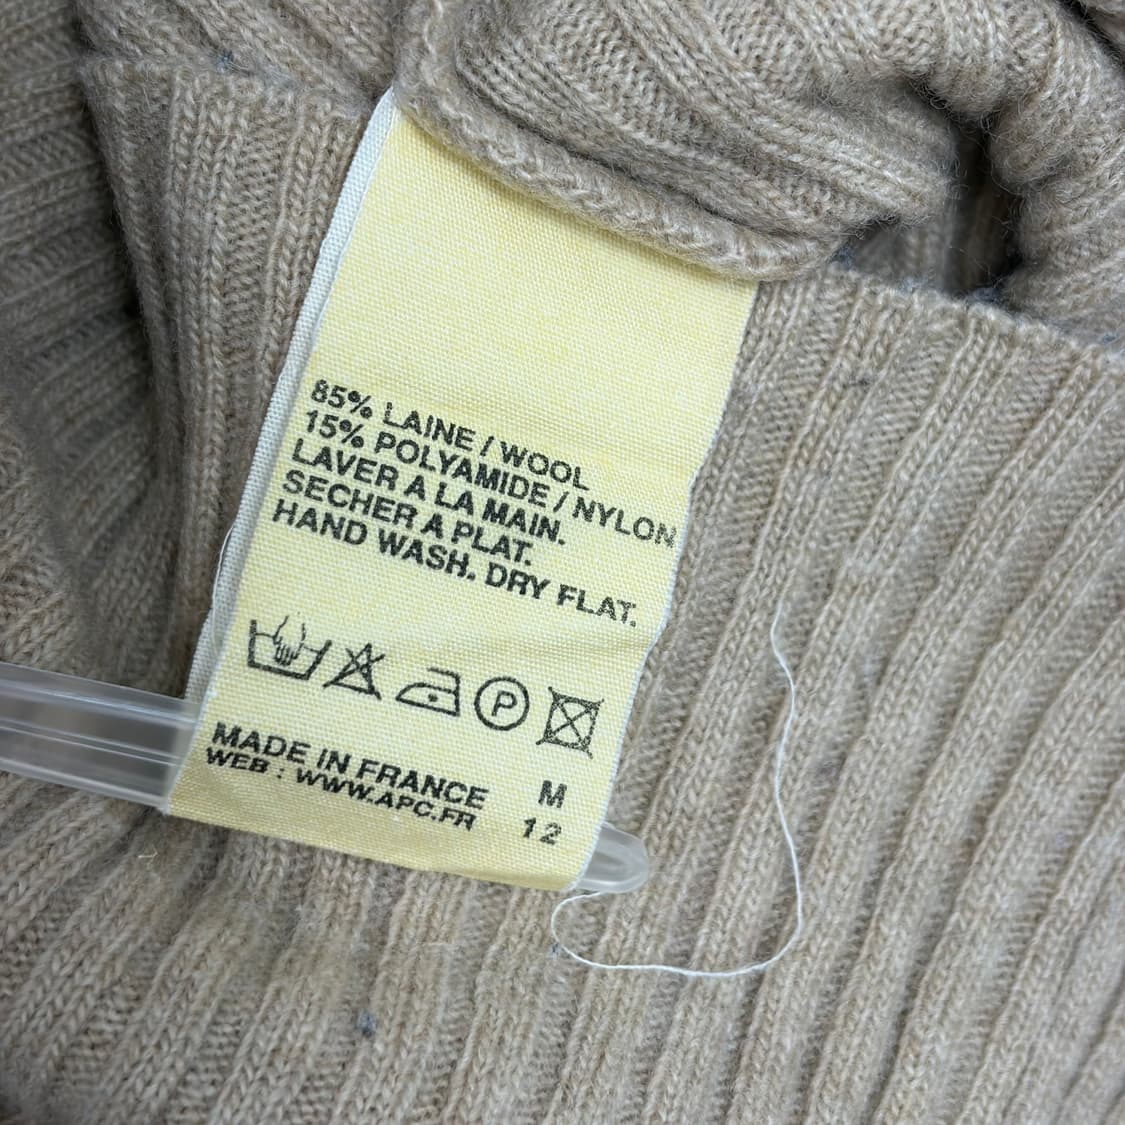 85% LAINE / WOOL
15% POLYAMIDE / NYLON
LAVER A LA MAIN.
SECHER A PLAT.
HAND WASH. DRY FLAT.
P
MADE IN FRANCE M
WEB : WWW.APC.FR 12